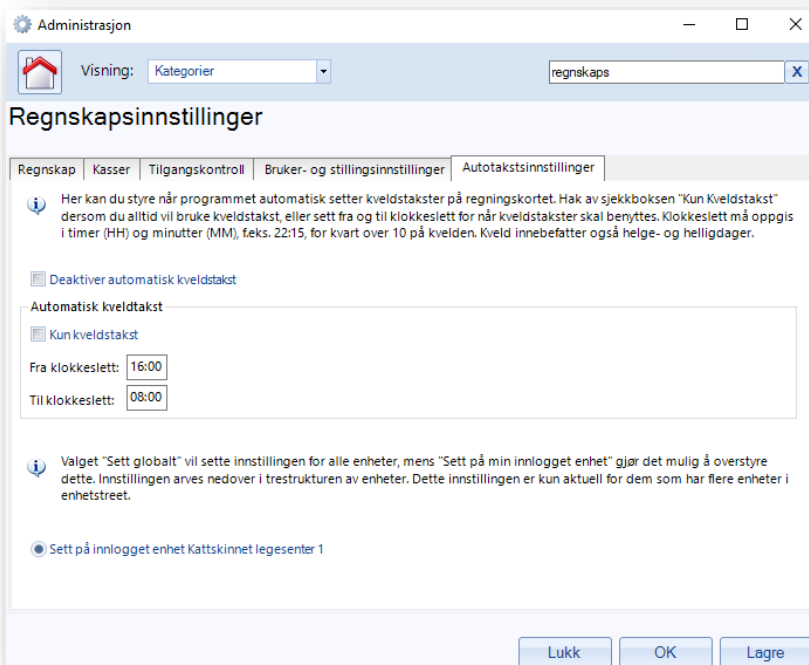 Administrasjon
Visning: Kategorier regnskaps X
Regnskapsinnstillinger
Regnskap Kasser Tilgangskontroll Bruker- og stillingsinnstillinger Autotakstsinnstillinger
Her kan du styre når programmet automatisk setter kveldstakster på regningskortet. Hak av sjekkboksen "Kun Kveldstakst"
dersom du alltid vil bruke kveldstakst, eller sett fra og til klokkeslett for når kveldstakster skal benyttes. Klokkeslett må oppgis
i timer (HH) og minutter (MM), f.eks. 22:15, for kvart over 10 på kvelden. Kveld innebefatter også helge- og helligdager.
Deaktiver automatisk kveldstakst
Automatisk kveldtakst
Kun kveldstakst
Fra klokkeslett: 16:00
Til klokkeslett: 08:00
Valget "Sett globalt" vil sette innstillingen for alle enheter, mens "Sett på min innlogget enhet" gjør det mulig å overstyre
dette. Innstillingen arves nedover i trestrukturen av enheter. Dette innstillingen er kun aktuell for dem som har flere enheter i
enhetstreet.
Sett på innlogget enhet Kattskinnet legesenter 1
Lukk OK Lagre